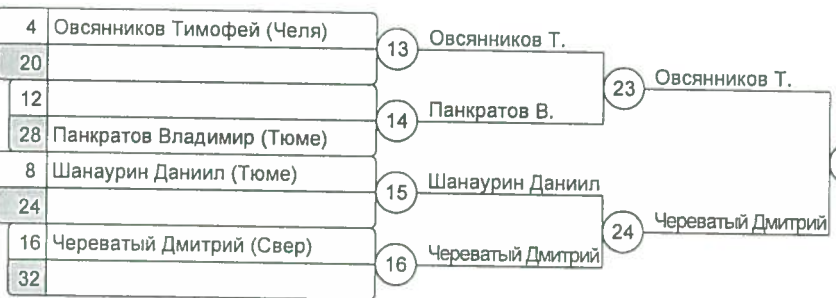 4 Овсянников Тимофей (Челя)
20
12
28 Панкратов Владимир (Тюме)
8 Шанаурин Даниил (Тюме)
24
16 Череватый Дмитрий (Свер)
32
13 Овсянников Т.
14 Панкратов В.
15 Шанаурин Даниил
16 Череватый Дмитрий
23 Овсянников Т.
24 Череватый Дмитрий